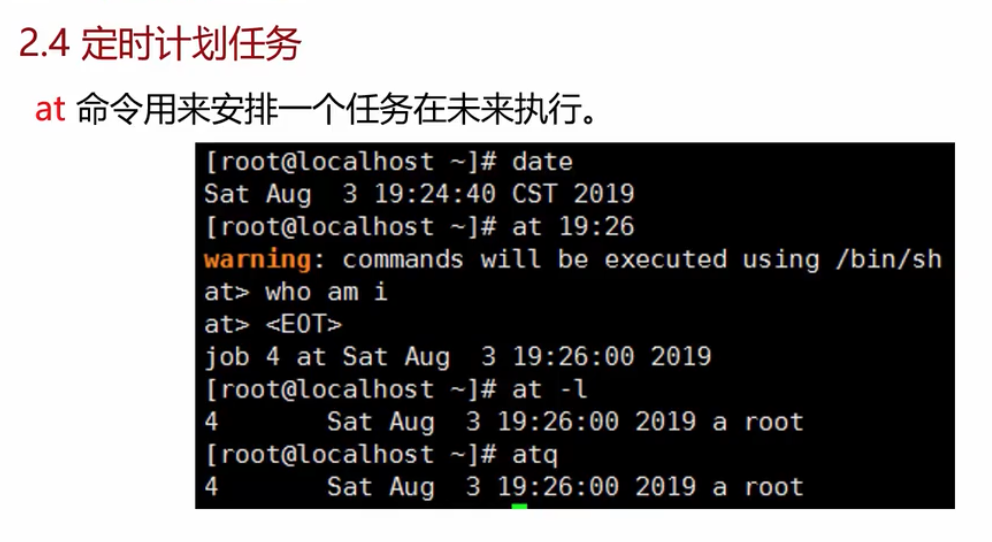 2.4 定时计划任务
at 命令用来安排一个任务在未来执行。
[root@localhost ~]# date
Sat Aug  3 19:24:40 CST 2019
[root@localhost ~]# at 19:26
warning: commands will be executed using /bin/sh
at> who am i
at> <EOT>
job 4 at Sat Aug  3 19:26:00 2019
[root@localhost ~]# at -l
4       Sat Aug  3 19:26:00 2019 a root
[root@localhost ~]# atq
4       Sat Aug  3 19:26:00 2019 a root